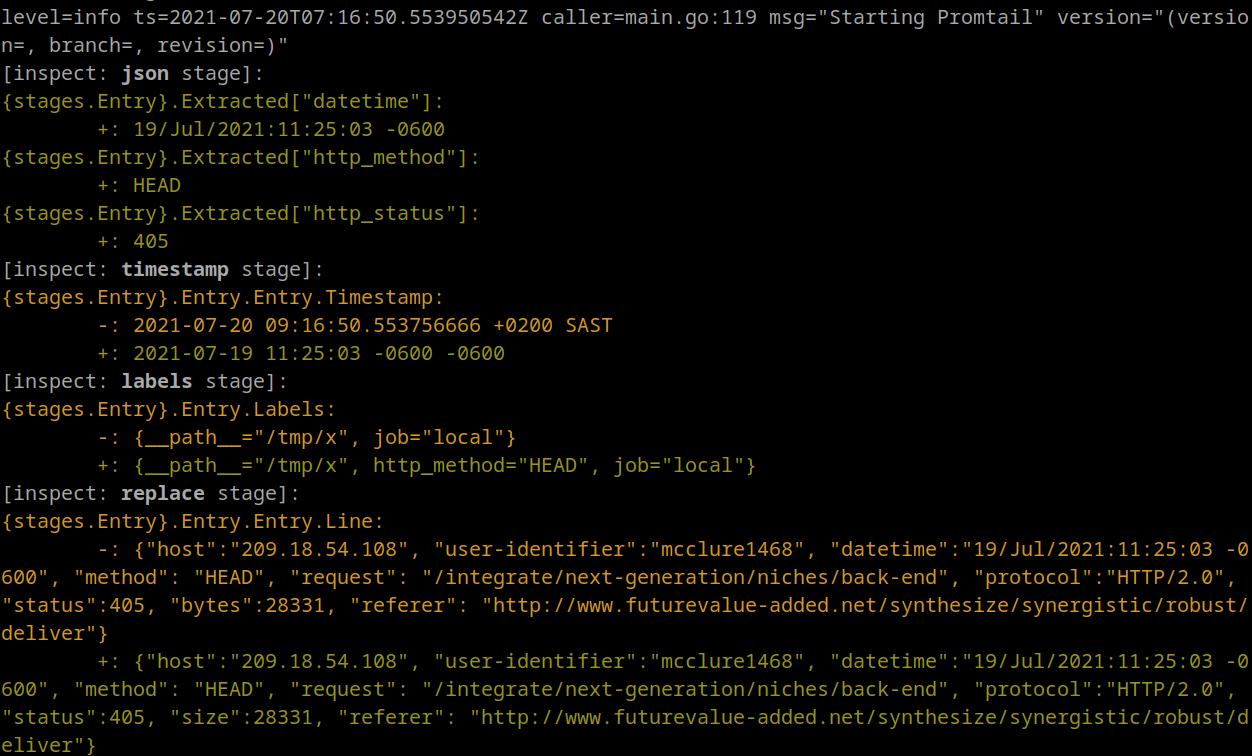 level=info ts=2021-07-20T07:16:50.553950542Z caller=main.go:119 msg="Starting Promtail" version="(versio
n=, branch=, revision=)"
[inspect: json stage]:
{stages.Entry}.Extracted["datetime"]:
        +: 19/Jul/2021:11:25:03 -0600
{stages.Entry}.Extracted["http_method"]:
        +: HEAD
{stages.Entry}.Extracted["http_status"]:
        +: 405
[inspect: timestamp stage]:
{stages.Entry}.Entry.Entry.Timestamp:
        -: 2021-07-20 09:16:50.553756666 +0200 SAST
        +: 2021-07-19 11:25:03 -0600 -0600
[inspect: labels stage]:
{stages.Entry}.Entry.Labels:
        -: {__path__="/tmp/x", job="local"}
        +: {__path__="/tmp/x", http_method="HEAD", job="local"}
[inspect: replace stage]:
{stages.Entry}.Entry.Entry.Line:
        -: {"host":"209.18.54.108", "user-identifier":"mcclure1468", "datetime":"19/Jul/2021:11:25:03 -0
600", "method": "HEAD", "request": "/integrate/next-generation/niches/back-end", "protocol":"HTTP/2.0",
"status":405, "bytes":28331, "referer": "http://www.futurevalue-added.net/synthesize/synergistic/robust/
deliver"}
        +: {"host":"209.18.54.108", "user-identifier":"mcclure1468", "datetime":"19/Jul/2021:11:25:03 -0
600", "method": "HEAD", "request": "/integrate/next-generation/niches/back-end", "protocol":"HTTP/2.0",
"status":405, "size":28331, "referer": "http://www.futurevalue-added.net/synthesize/synergistic/robust/d
eliver"}